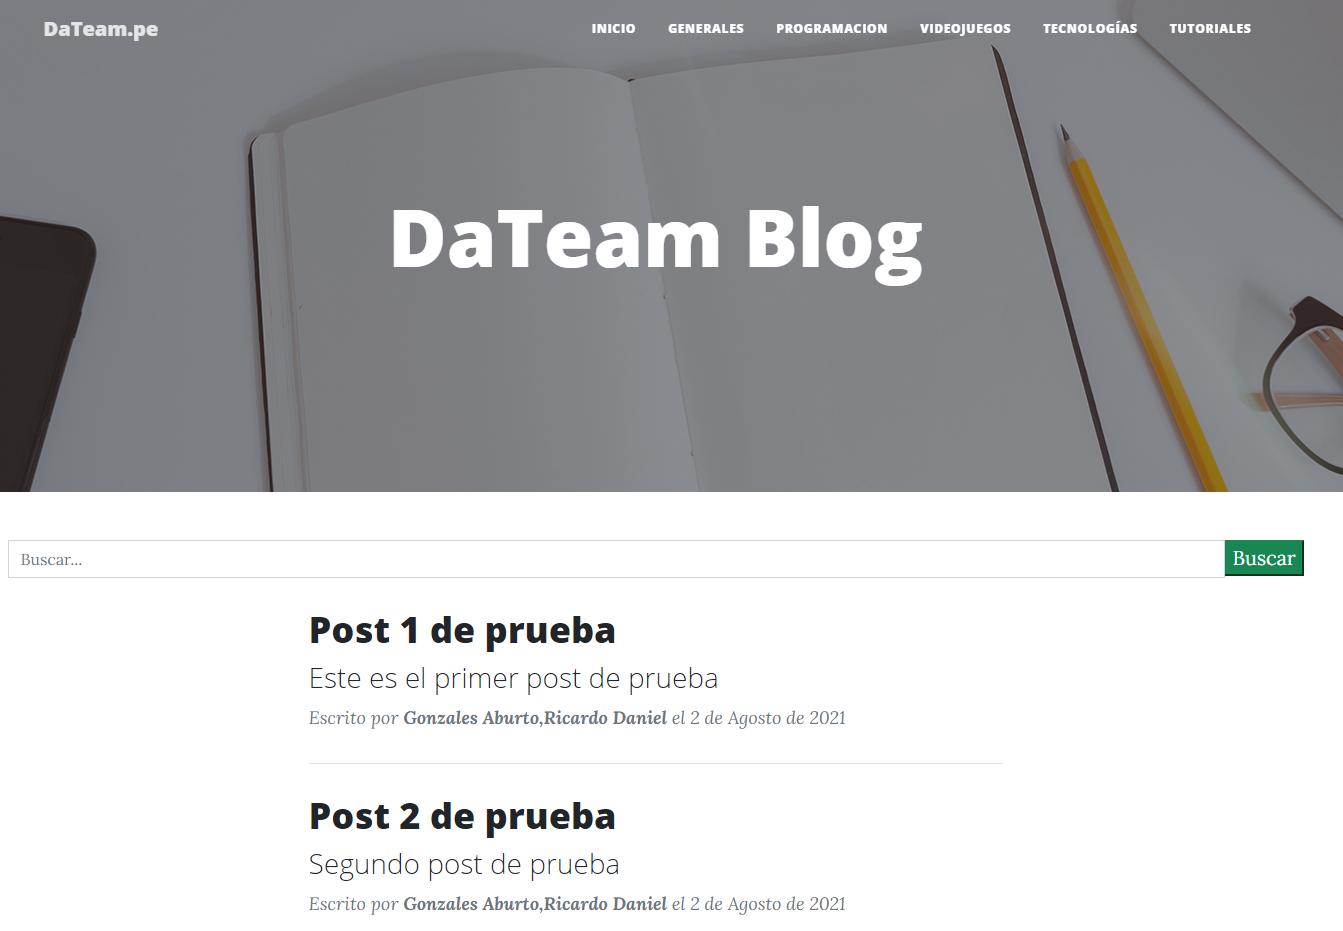 DaTeam.pe
INICIO GENERALES PROGRAMACION VIDEOJUEGOS TECNOLOGÍAS TUTORIALES
DaTeam Blog
Buscar... Buscar
Post 1 de prueba
Este es el primer post de prueba
Escrito por Gonzales Aburto,Ricardo Daniel el 2 de Agosto de 2021
Post 2 de prueba
Segundo post de prueba
Escrito por Gonzales Aburto,Ricardo Daniel el 2 de Agosto de 2021